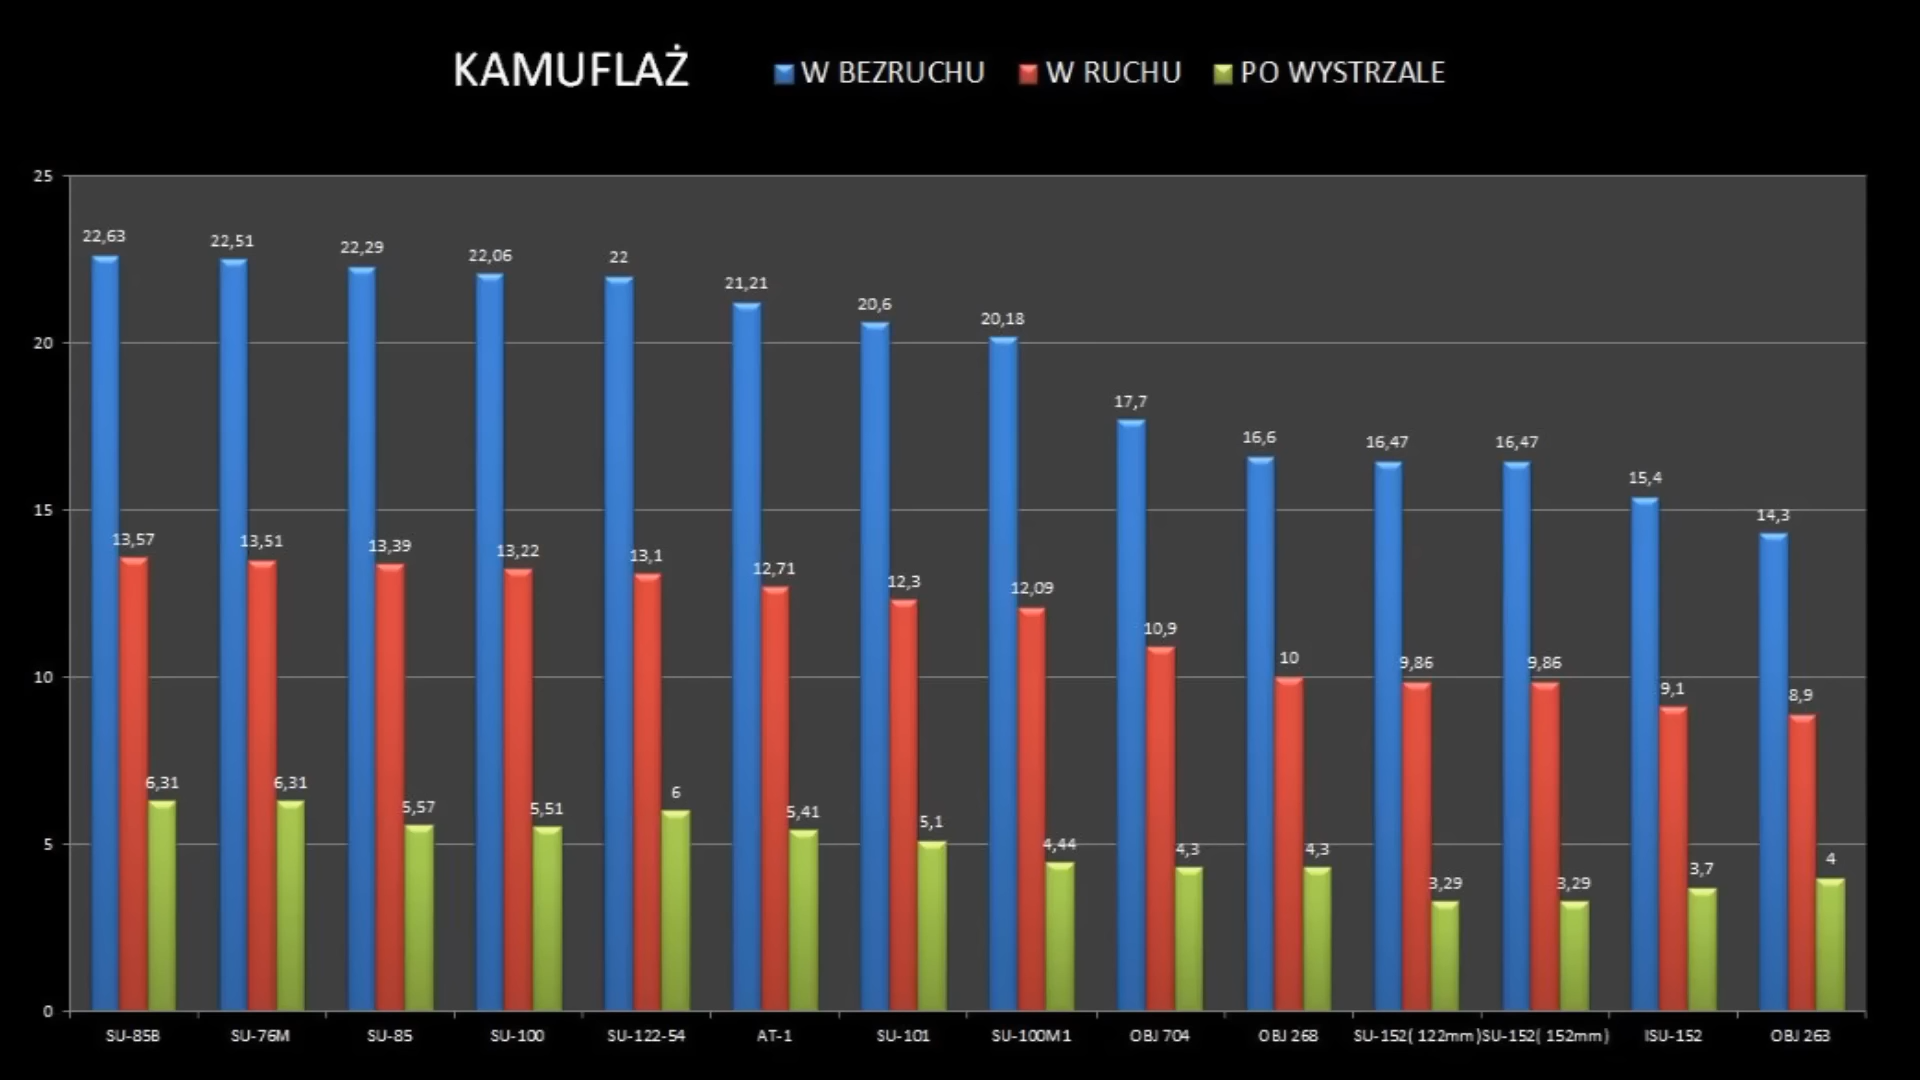 KAMUFLAŻ W BEZRUCHU W RUCHU PO WYSTRZALE
25
22,63 22,51 22,29 22,06 22 21,21 20,6 20,18
20
17,7 16,6 16,47 16,47 15,4 14,3
15
13,57 13,51 13,39 13,22 13,1 12,71 12,3 12,09 10,9 10 9,86 9,86 9,1 8,9
10
6,31 6,31 5,57 5,51 6 5,41 5,1 4,44 4,3 4,3 3,29 3,29 3,7 4
5
0
SU-85B SU-76M SU-85 SU-100 SU-122-54 AT-1 SU-101 SU-100M1 OBJ 704 OBJ 268 SU-152( 122mm) SU-152( 152mm) ISU-152 OBJ 263